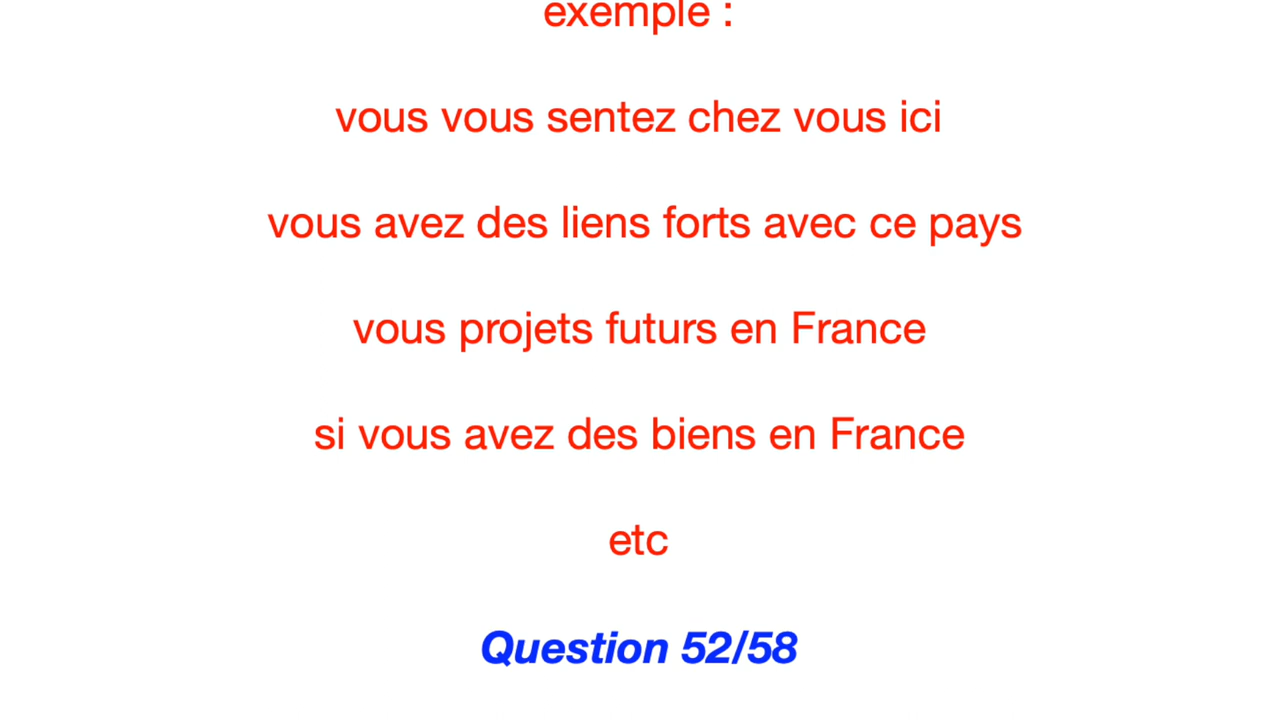 exemple :
vous vous sentez chez vous ici
vous avez des liens forts avec ce pays
vous projets futurs en France
si vous avez des biens en France
etc
Question 52/58